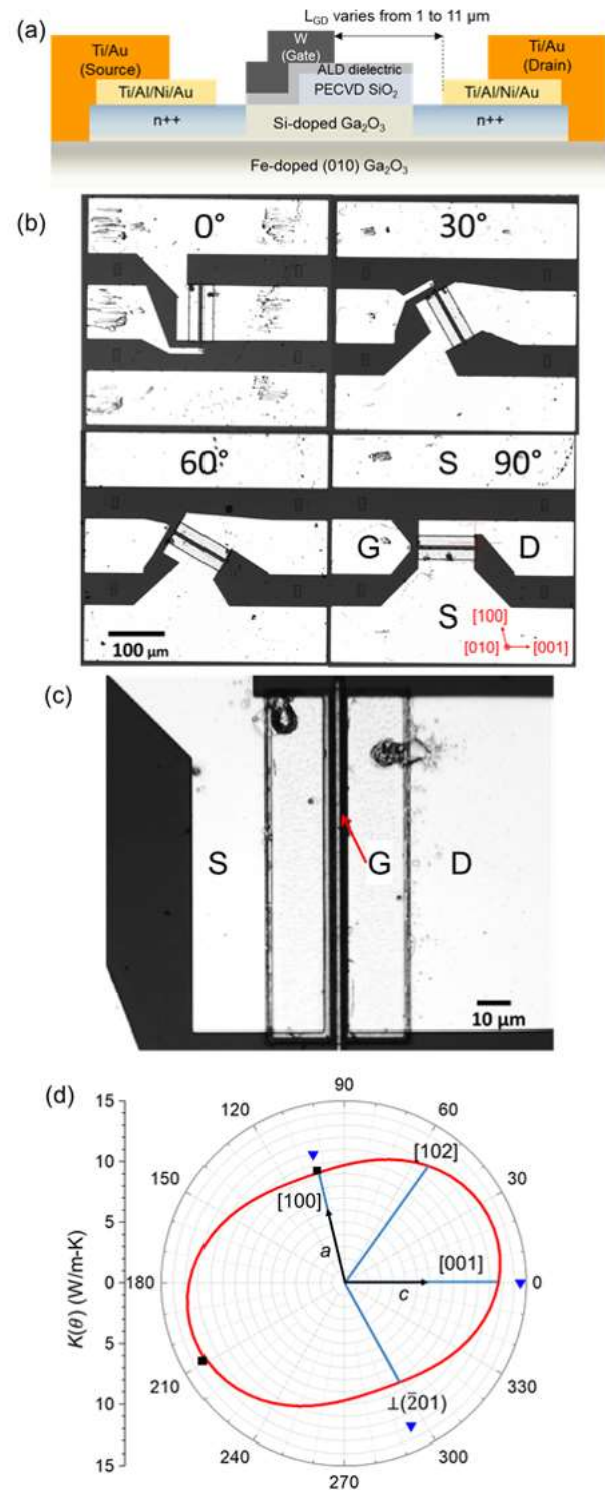 (a)
L_GD varies from 1 to 11 µm
Ti/Au
(Source)
W
(Gate)
Ti/Au
(Drain)
Ti/Al/Ni/Au
ALD dielectric
PECVD SiO₂
Ti/Al/Ni/Au
n++
Si-doped Ga₂O₃
n++
Fe-doped (010) Ga₂O₃
(b)
0°
30°
60°
S 90°
G
D
S
100 µm
[100]
[010]
[001]
(c)
S
G
D
10 µm
(d)
90
120
60
15
150
[102]
30
10
[100]
5
a
[001]
0
180
c
0
K(θ) (W/m-K)
5
210
⊥(2̅01)
330
10
240
300
15
270